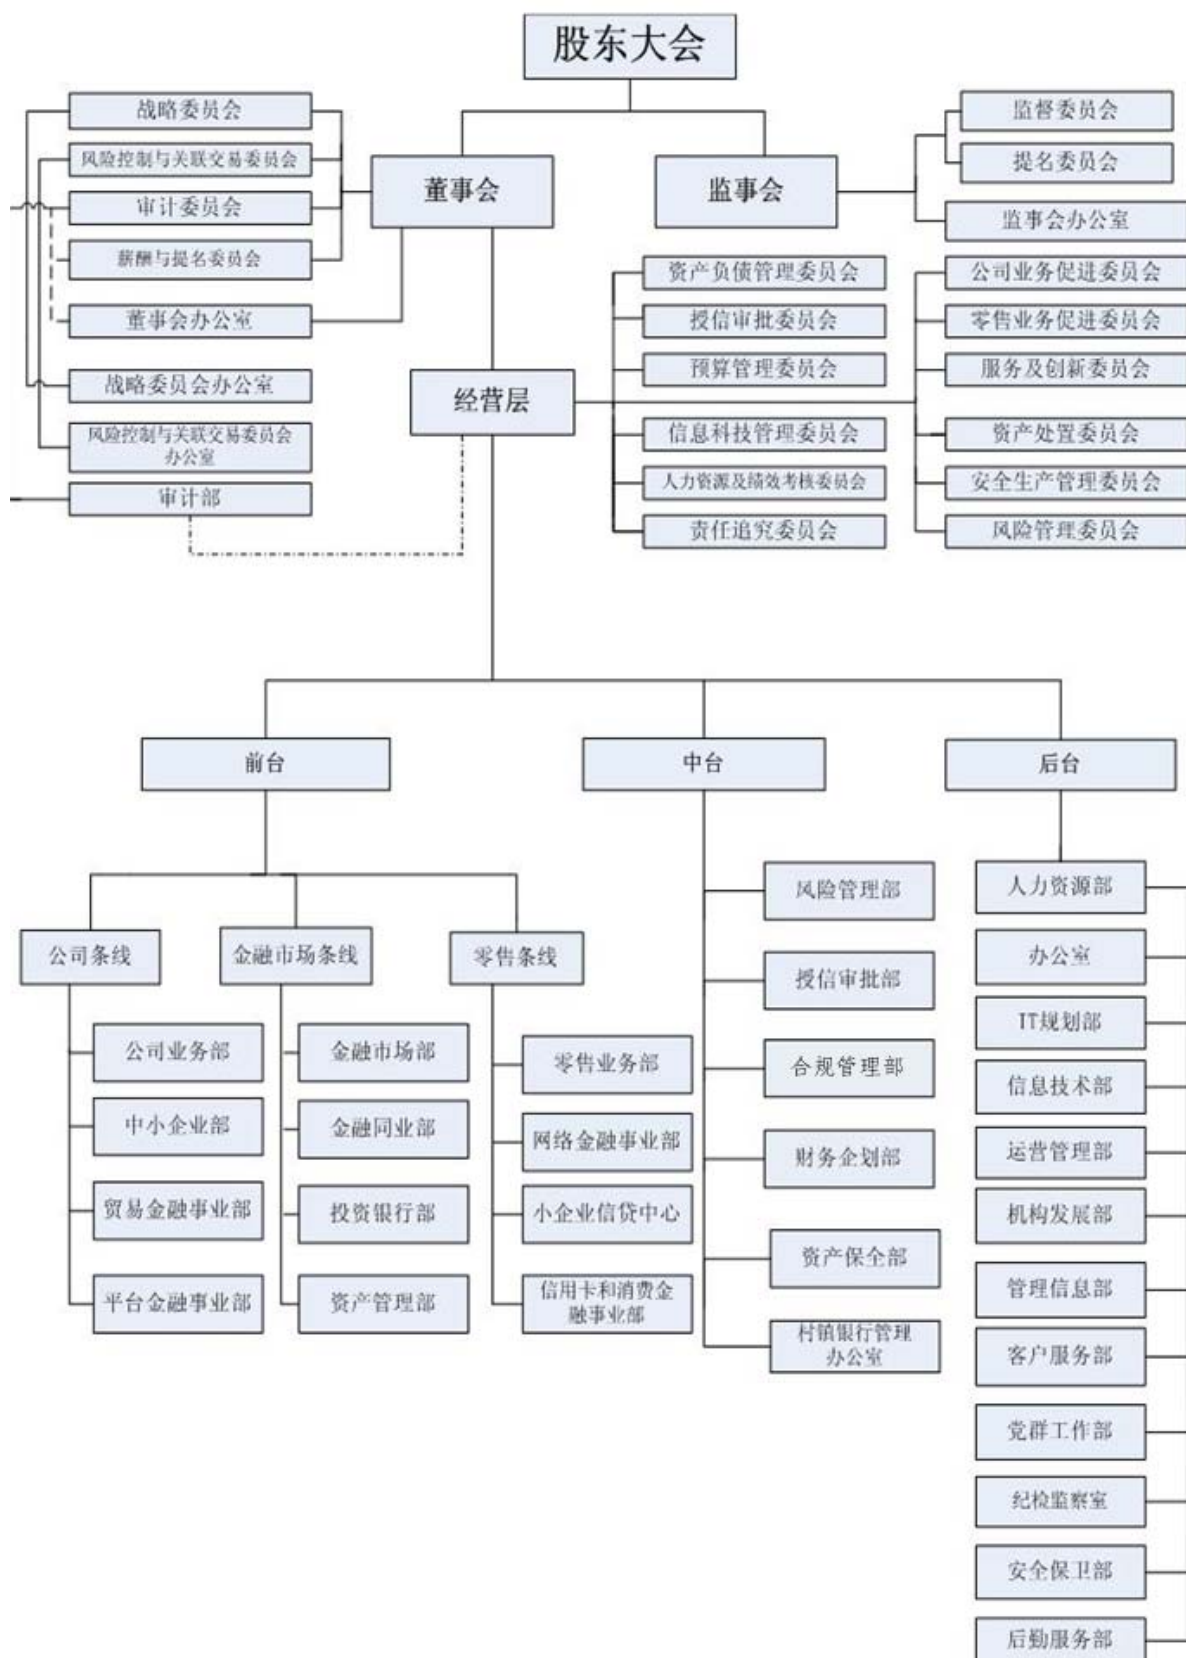 股东大会
董事会
监事会
战略委员会
风险控制与关联交易委员会
审计委员会
薪酬与提名委员会
董事会办公室
战略委员会办公室
风险控制与关联交易委员会
办公室
审计部
监督委员会
提名委员会
监事会办公室
经营层
资产负债管理委员会
授信审批委员会
预算管理委员会
信息科技管理委员会
人力资源及绩效考核委员会
责任追究委员会
公司业务促进委员会
零售业务促进委员会
服务及创新委员会
资产处置委员会
安全生产管理委员会
风险管理委员会
前台
中台
后台
公司条线
公司业务部
中小企业部
贸易金融事业部
平台金融事业部
金融市场条线
金融市场部
金融同业部
投资银行部
资产管理部
零售条线
零售业务部
网络金融事业部
小企业信贷中心
信用卡和消费金
融事业部
风险管理部
授信审批部
合规管理部
财务企划部
资产保全部
村镇银行管理
办公室
人力资源部
办公室
IT规划部
信息技术部
运营管理部
机构发展部
管理信息部
客户服务部
党群工作部
纪检监察室
安全保卫部
后勤服务部